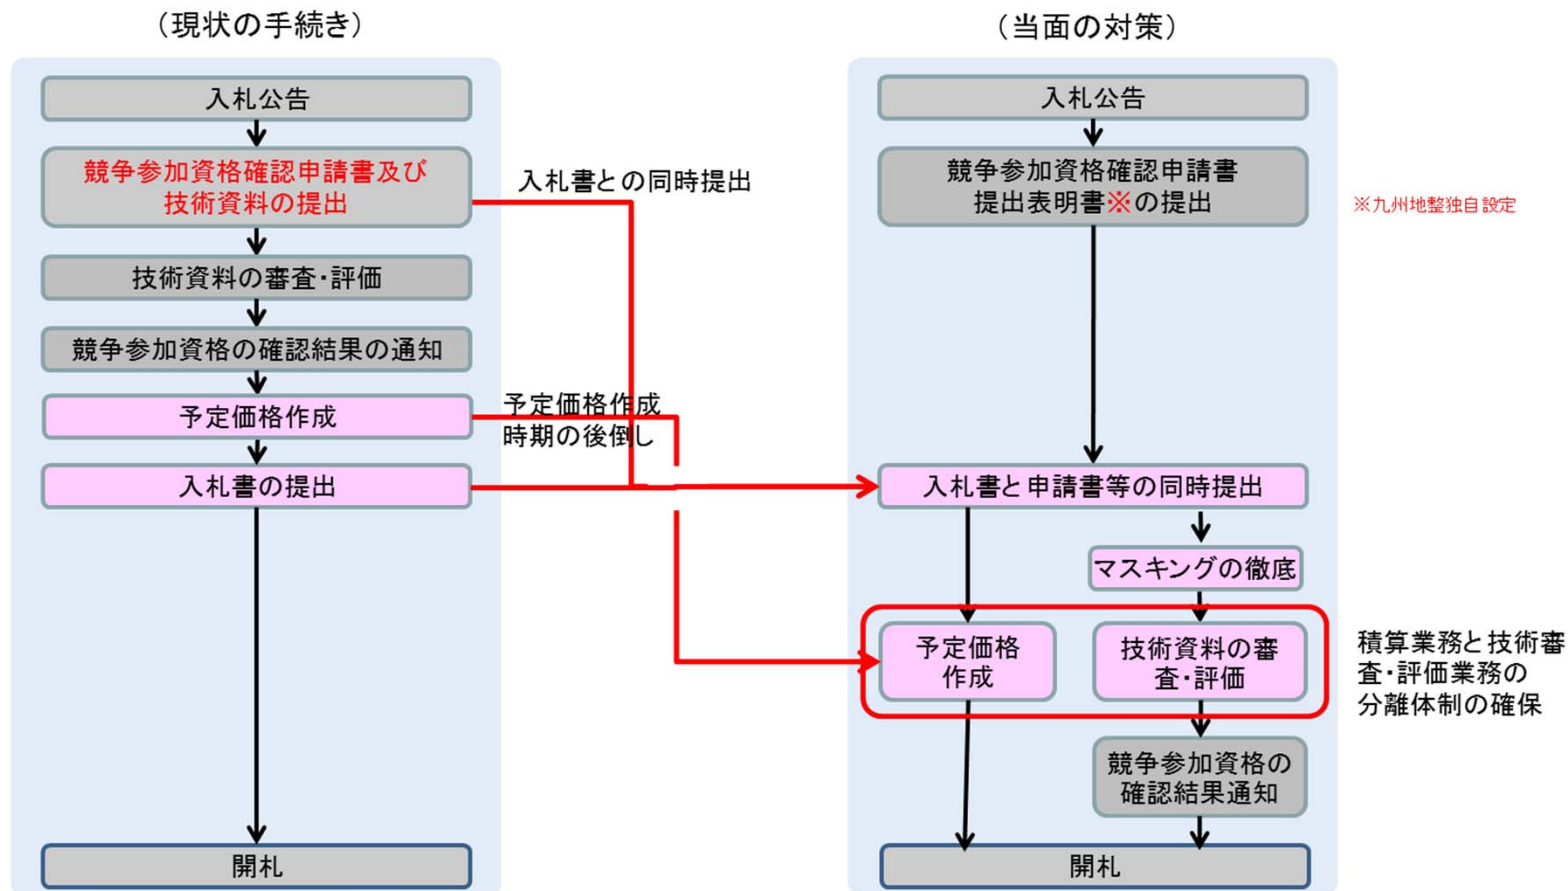 （現状の手続き）
入札公告
競争参加資格確認申請書及び
技術資料の提出
技術資料の審査・評価
競争参加資格の確認結果の通知
予定価格作成
入札書の提出
開札
入札書との同時提出
予定価格作成
時期の後倒し
（当面の対策）
入札公告
競争参加資格確認申請書
提出表明書※の提出
※九州地整独自設定
入札書と申請書等の同時提出
マスキングの徹底
予定価格
作成
技術資料の審
査・評価
積算業務と技術審
査・評価業務の
分離体制の確保
競争参加資格の
確認結果通知
開札